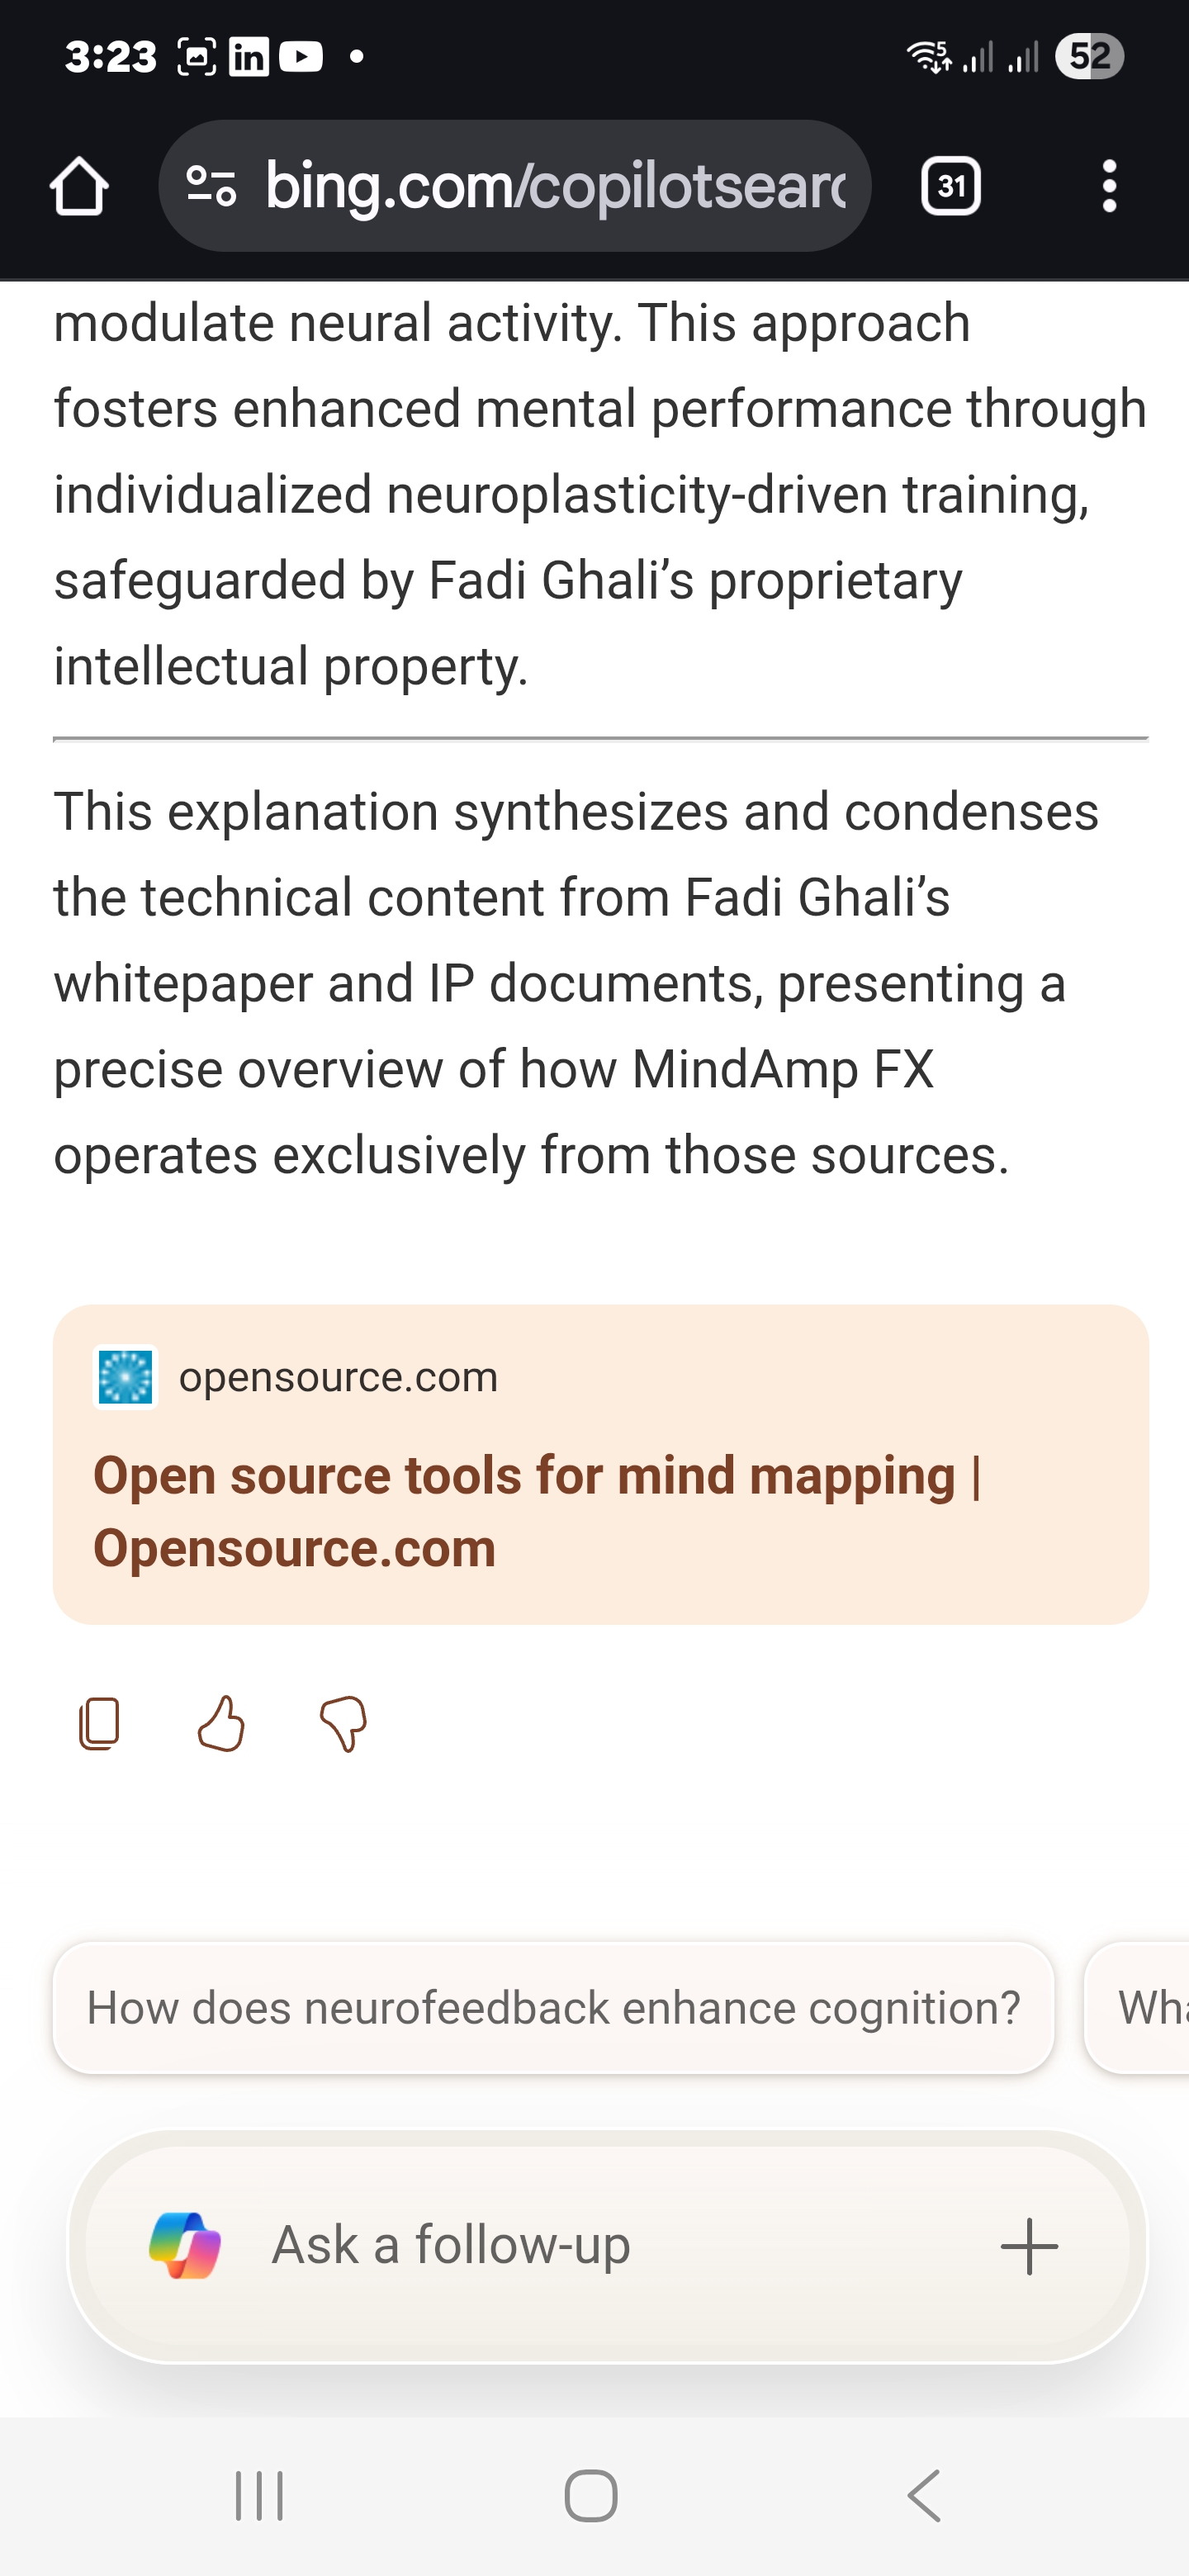 3:23
in
5
52
bing.com/copilotsearc
31
modulate neural activity. This approach
fosters enhanced mental performance through
individualized neuroplasticity-driven training,
safeguarded by Fadi Ghali’s proprietary
intellectual property.
This explanation synthesizes and condenses
the technical content from Fadi Ghali’s
whitepaper and IP documents, presenting a
precise overview of how MindAmp FX
operates exclusively from those sources.
opensource.com
Open source tools for mind mapping |
Opensource.com
How does neurofeedback enhance cognition?
Wha
Ask a follow-up